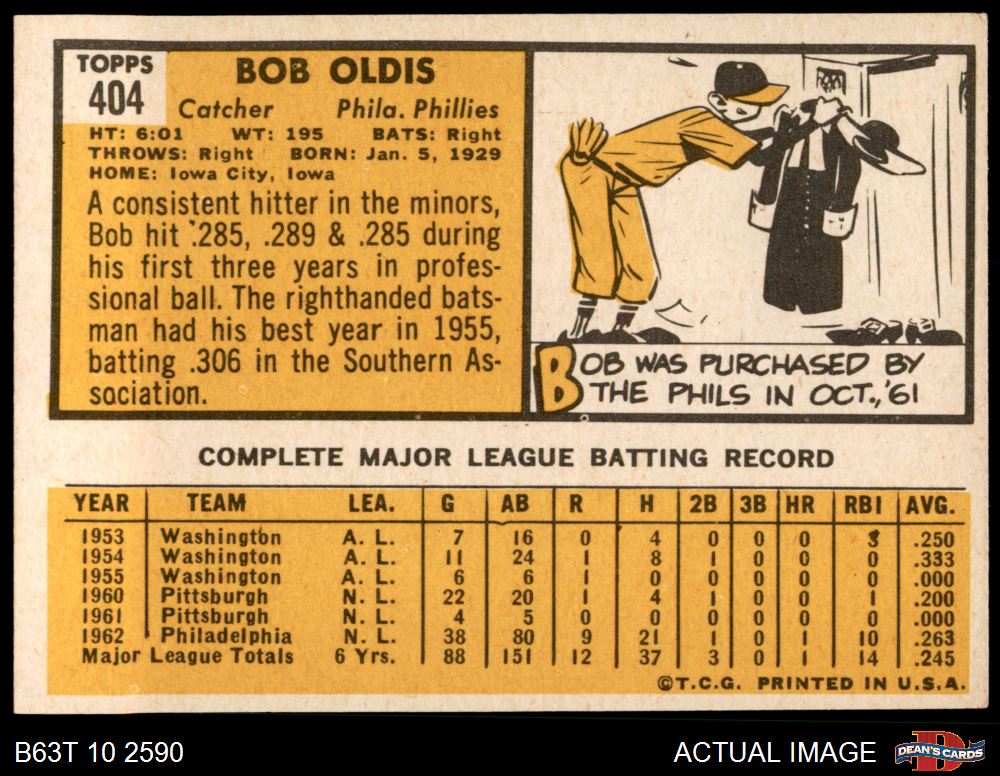 TOPPS
404
BOB OLDIS
Catcher Phila. Phillies
HT: 6:01 WT: 195 BATS: Right
THROWS: Right BORN: Jan. 5, 1929
HOME: Iowa City, Iowa
A consistent hitter in the minors,
Bob hit .285, .289 & .285 during
his first three years in profes-
sional ball. The righthanded bats-
man had his best year in 1955,
batting .306 in the Southern As-
sociation.
BOB WAS PURCHASED BY
THE PHILS IN OCT., '61
COMPLETE MAJOR LEAGUE BATTING RECORD
YEAR TEAM LEA. G AB R H 2B 3B HR RBI AVG.
1953 Washington A. L. 7 16 0 4 0 0 0 3 .250
1954 Washington A. L. 11 24 1 8 1 0 0 0 .333
1955 Washington A. L. 6 6 1 0 0 0 0 0 .000
1960 Pittsburgh N. L. 22 20 1 4 1 0 0 1 .200
1961 Pittsburgh N. L. 4 5 0 0 0 0 0 0 .000
1962 Philadelphia N. L. 38 80 9 21 1 0 1 10 .263
Major League Totals 6 Yrs. 88 151 12 37 3 0 1 14 .245
©T.C.G. PRINTED IN U.S.A.
B63T 10 2590 ACTUAL IMAGE DEAN'S CARDS